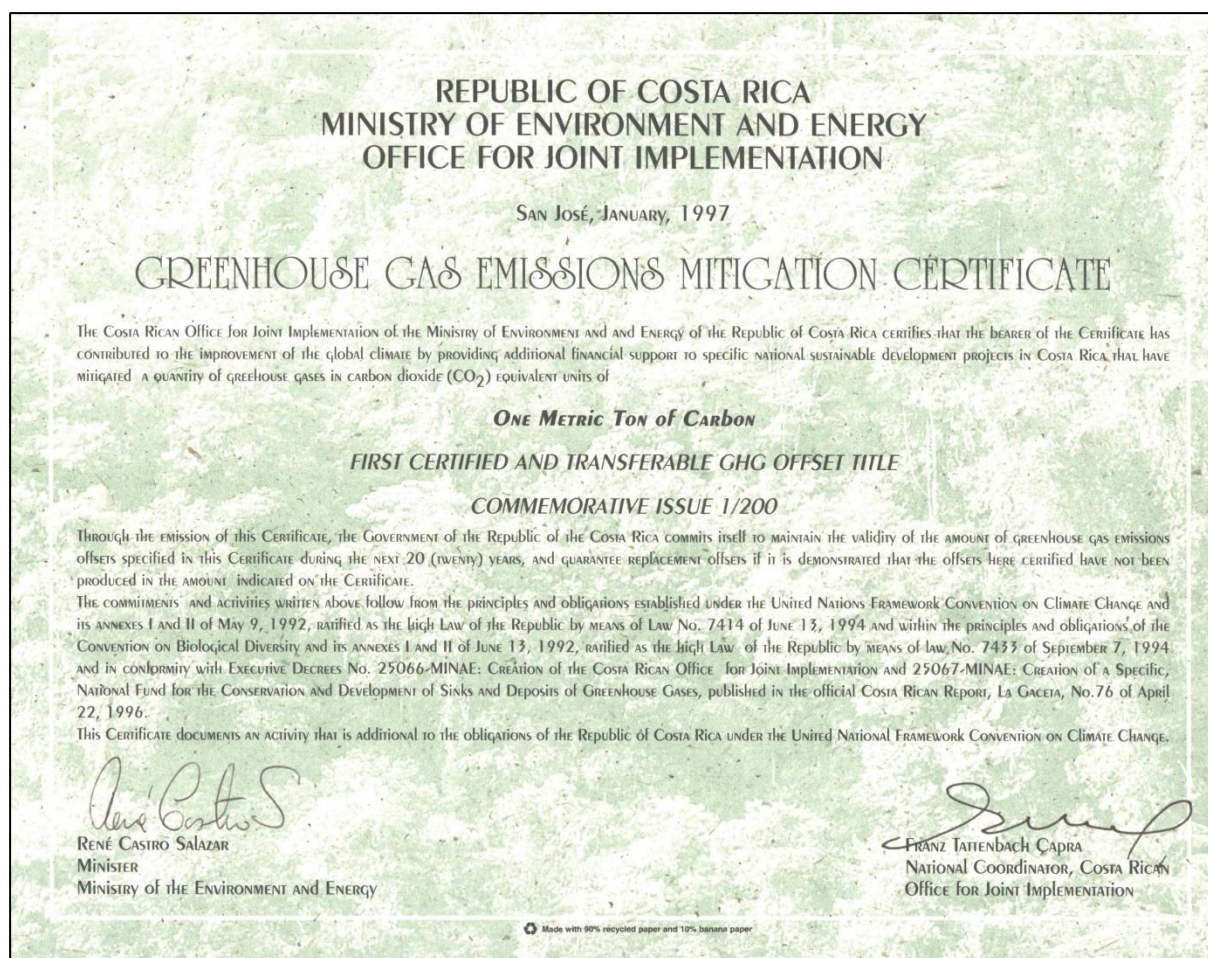 REPUBLIC OF COSTA RICA
MINISTRY OF ENVIRONMENT AND ENERGY
OFFICE FOR JOINT IMPLEMENTATION
SAN JOSÉ, JANUARY, 1997
GREENHOUSE GAS EMISSIONS MITIGATION CERTIFICATE
THE COSTA RICAN OFFICE FOR JOINT IMPLEMENTATION OF THE MINISTRY OF ENVIRONMENT AND AND ENERGY OF THE REPUBLIC OF COSTA RICA CERTIFIES THAT THE BEARER OF THE CERTIFICATE HAS
CONTRIBUTED TO THE IMPROVEMENT OF THE GLOBAL CLIMATE BY PROVIDING ADDITIONAL FINANCIAL SUPPORT TO SPECIFIC NATIONAL SUSTAINABLE DEVELOPMENT PROJECTS IN COSTA RICA THAT HAVE
MITIGATED A QUANTITY OF GREEHOUSE GASES IN CARBON DIOXIDE (CO2) EQUIVALENT UNITS OF
ONE METRIC TON OF CARBON
FIRST CERTIFIED AND TRANSFERABLE GHG OFFSET TITLE
COMMEMORATIVE ISSUE 1/200
THROUGH THE EMISSION OF THIS CERTIFICATE, THE GOVERNMENT OF THE REPUBLIC OF THE COSTA RICA COMMITS ITSELF TO MAINTAIN THE VALIDITY OF THE AMOUNT OF GREENHOUSE GAS EMISSIONS
OFFSETS SPECIFIED IN THIS CERTIFICATE DURING THE NEXT 20 (TWENTY) YEARS, AND GUARANTEE REPLACEMENT OFFSETS IF IT IS DEMONSTRATED THAT THE OFFSETS HERE CERTIFIED HAVE NOT BEEN
PRODUCED IN THE AMOUNT INDICATED ON THE CERTIFICATE.
THE COMMITMENTS AND ACTIVITIES WRITTEN ABOVE FOLLOW FROM THE PRINCIPLES AND OBLIGATIONS ESTABLISHED UNDER THE UNITED NATIONS FRAMEWORK CONVENTION ON CLIMATE CHANGE AND
ITS ANNEXES I AND II OF MAY 9, 1992, RATIFIED AS THE HIGH LAW OF THE REPUBLIC BY MEANS OF LAW NO. 7414 OF JUNE 13, 1994 AND WITHIN THE PRINCIPLES AND OBLIGATIONS OF THE
CONVENTION ON BIOLOGICAL DIVERSITY AND ITS ANNEXES I AND II OF JUNE 13, 1992, RATIFIED AS THE HIGH LAW OF THE REPUBLIC BY MEANS OF LAW NO. 7433 OF SEPTEMBER 7, 1994
AND IN CONFORMITY WITH EXECUTIVE DECREES NO. 25066-MINAE: CREATION OF THE COSTA RICAN OFFICE FOR JOINT IMPLEMENTATION AND 25067-MINAE: CREATION OF A SPECIFIC,
NATIONAL FUND FOR THE CONSERVATION AND DEVELOPMENT OF SINKS AND DEPOSITS OF GREENHOUSE GASES, PUBLISHED IN THE OFFICIAL COSTA RICAN REPORT, LA GACETA, NO.76 OF APRIL
22, 1996.
THIS CERTIFICATE DOCUMENTS AN ACTIVITY THAT IS ADDITIONAL TO THE OBLIGATIONS OF THE REPUBLIC OF COSTA RICA UNDER THE UNITED NATIONAL FRAMEWORK CONVENTION ON CLIMATE CHANGE.
René Castro S
RENÉ CASTRO SALAZAR
MINISTER
MINISTRY OF THE ENVIRONMENT AND ENERGY
FRANZ TATTENBACH CAPRA
NATIONAL COORDINATOR, COSTA RICAN
OFFICE FOR JOINT IMPLEMENTATION
Made with 90% recycled paper and 10% banana paper